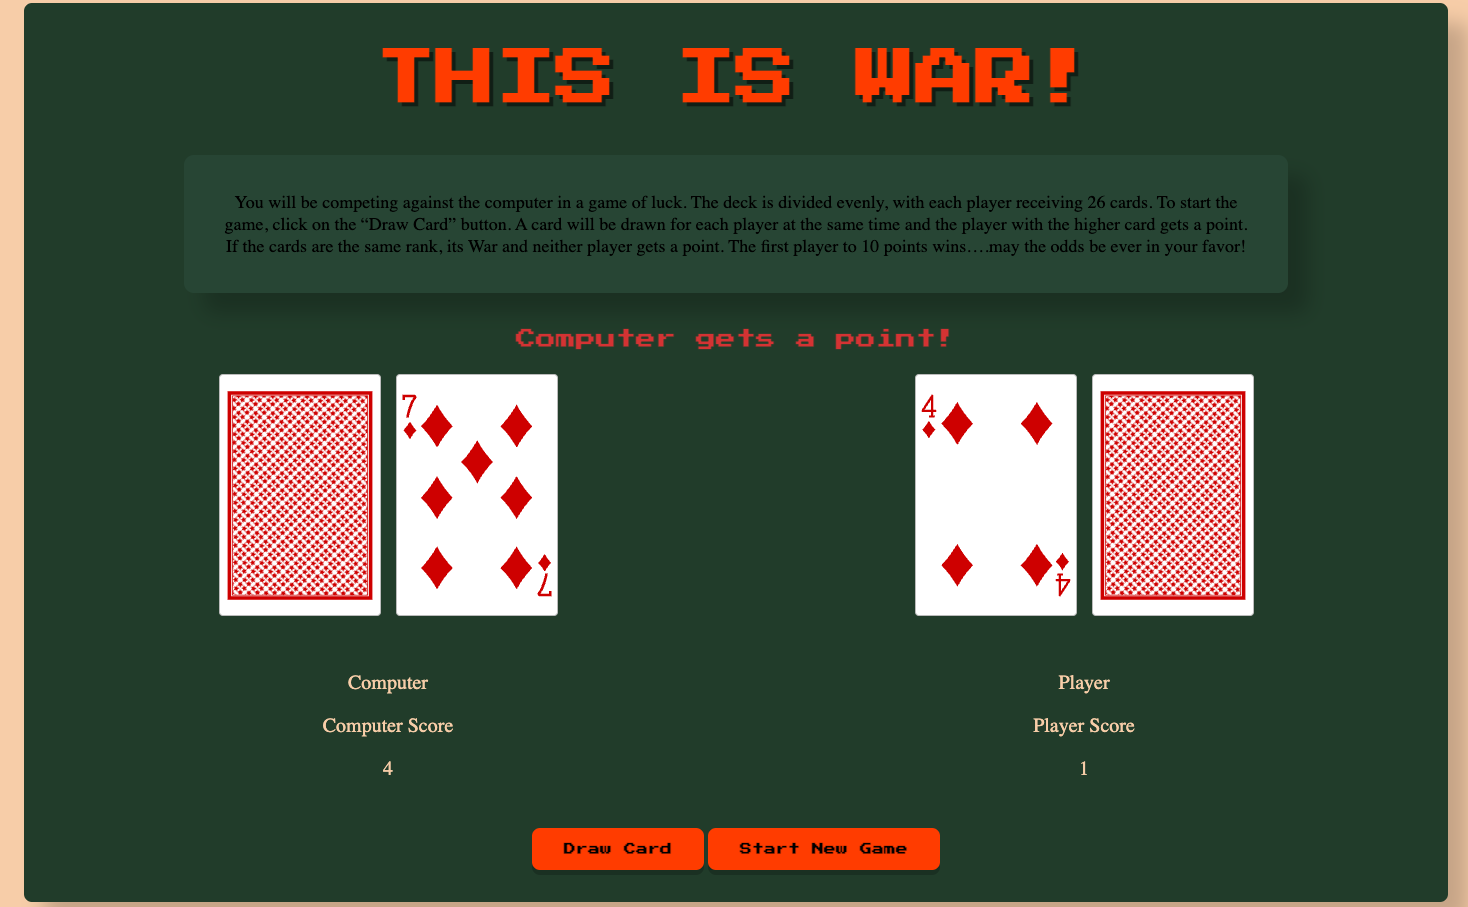 THIS IS WAR!
You will be competing against the computer in a game of luck. The deck is divided evenly, with each player receiving 26 cards. To start the
game, click on the “Draw Card” button. A card will be drawn for each player at the same time and the player with the higher card gets a point.
If the cards are the same rank, its War and neither player gets a point. The first player to 10 points wins….may the odds be ever in your favor!
Computer gets a point!
7
7
4
4
Computer
Computer Score
4
Player
Player Score
1
Draw Card
Start New Game